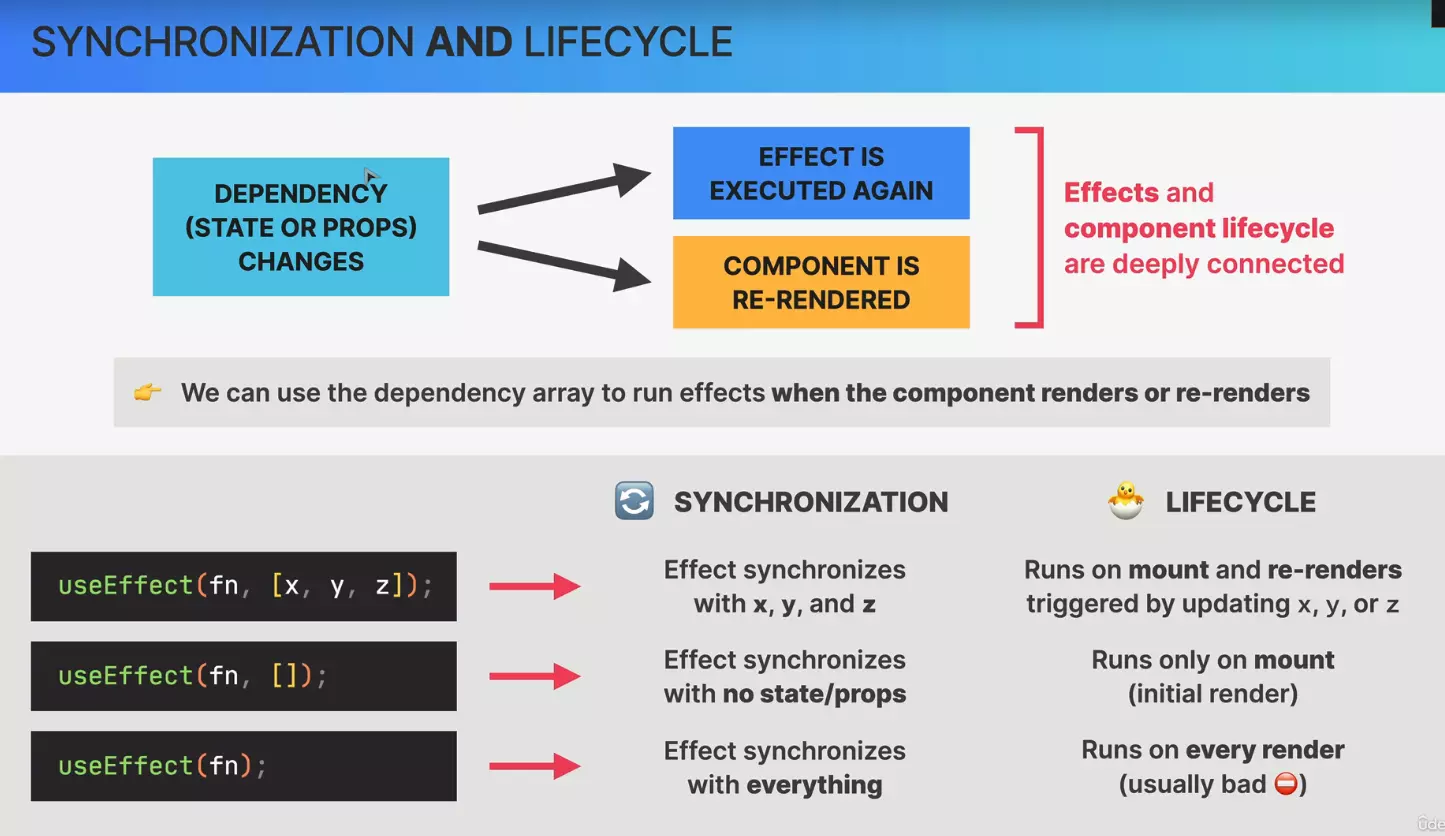 SYNCHRONIZATION AND LIFECYCLE
DEPENDENCY
(STATE OR PROPS)
CHANGES
EFFECT IS
EXECUTED AGAIN
COMPONENT IS
RE-RENDERED
Effects and
component lifecycle
are deeply connected
👉 We can use the dependency array to run effects when the component renders or re-renders
🔄 SYNCHRONIZATION
🐣 LIFECYCLE
useEffect(fn, [x, y, z]);
Effect synchronizes
with x, y, and z
Runs on mount and re-renders
triggered by updating x, y, or z
useEffect(fn, []);
Effect synchronizes
with no state/props
Runs only on mount
(initial render)
useEffect(fn);
Effect synchronizes
with everything
Runs on every render
(usually bad ⛔)